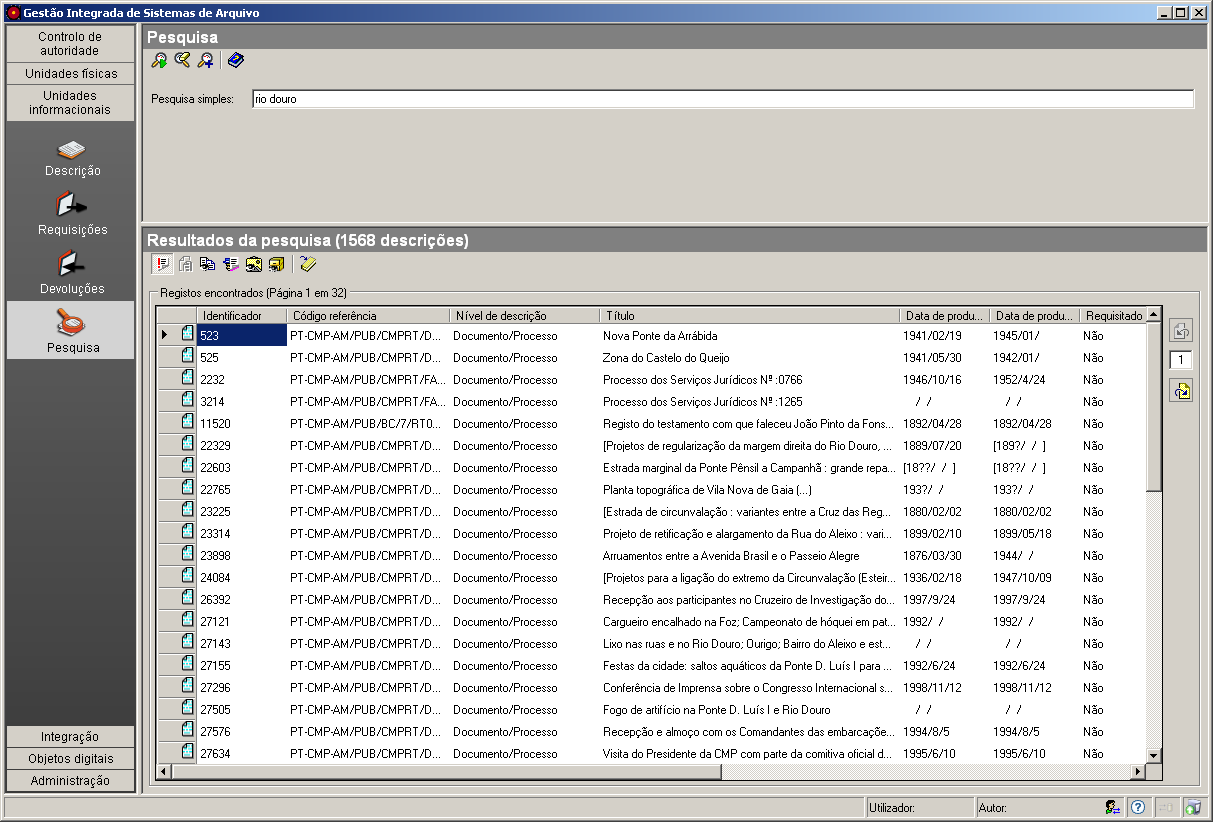 Gestão Integrada de Sistemas de Arquivo
Controlo de
autoridade
Unidades físicas
Unidades
informacionais
Descrição
Requisições
Devoluções
Pesquisa
Integração
Objetos digitais
Administração
Pesquisa
Pesquisa simples: rio douro
Resultados da pesquisa (1568 descrições)
Registos encontrados (Página 1 em 32)
Identificador Código referência Nível de descrição Título Data de produ... Data de produ... Requisitado
523 PT-CMP-AM/PUB/CMPRT/D... Documento/Processo Nova Ponte da Arrábida 1941/02/19 1945/01/ Não
525 PT-CMP-AM/PUB/CMPRT/D... Documento/Processo Zona do Castelo do Queijo 1941/05/30 1942/01/ Não
2232 PT-CMP-AM/PUB/CMPRT/FA... Documento/Processo Processo dos Serviços Jurídicos Nº :0766 1946/10/16 1952/4/24 Não
3214 PT-CMP-AM/PUB/CMPRT/FA... Documento/Processo Processo dos Serviços Jurídicos Nº :1265 / / / / Não
11520 PT-CMP-AM/PUB/BC/7/RT0... Documento/Processo Registo do testamento com que faleceu João Pinto da Fons... 1892/04/28 1892/04/28 Não
22329 PT-CMP-AM/PUB/CMPRT/D... Documento/Processo [Projetos de regularização da margem direita do Rio Douro, ... 1889/07/20 [189?/ / ] Não
22603 PT-CMP-AM/PUB/CMPRT/D... Documento/Processo Estrada marginal da Ponte Pênsil a Campanhã : grande repa... [18??/ / ] [18??/ / ] Não
22765 PT-CMP-AM/PUB/CMPRT/D... Documento/Processo Planta topográfica de Vila Nova de Gaia (...) 193?/ / 193?/ / Não
23225 PT-CMP-AM/PUB/CMPRT/D... Documento/Processo [Estrada de circunvalação : variantes entre a Cruz das Reg... 1880/02/02 1880/02/02 Não
23314 PT-CMP-AM/PUB/CMPRT/D... Documento/Processo Projeto de retificação e alargamento da Rua do Aleixo : vari... 1899/02/10 1899/05/18 Não
23898 PT-CMP-AM/PUB/CMPRT/D... Documento/Processo Arruamentos entre a Avenida Brasil e o Passeio Alegre 1876/03/30 1944/ / Não
24084 PT-CMP-AM/PUB/CMPRT/D... Documento/Processo [Projetos para a ligação do extremo da Circunvalação (Esteir... 1936/02/18 1947/10/09 Não
26392 PT-CMP-AM/PUB/CMPRT/D... Documento/Processo Recepção aos participantes no Cruzeiro de Investigação do... 1997/9/24 1997/9/24 Não
27121 PT-CMP-AM/PUB/CMPRT/D... Documento/Processo Cargueiro encalhado na Foz; Campeonato de hóquei em pat... 1992/ / 1992/ / Não
27143 PT-CMP-AM/PUB/CMPRT/D... Documento/Processo Lixo nas ruas e no Rio Douro; Ourigo; Bairro do Aleixo e est... / / / / Não
27155 PT-CMP-AM/PUB/CMPRT/D... Documento/Processo Festas da cidade: saltos aquáticos da Ponte D. Luís I para ... 1992/6/24 1992/6/24 Não
27296 PT-CMP-AM/PUB/CMPRT/D... Documento/Processo Conferência de Imprensa sobre o Congresso Internacional s... 1998/11/12 1998/11/12 Não
27505 PT-CMP-AM/PUB/CMPRT/D... Documento/Processo Fogo de artifício na Ponte D. Luís I e Rio Douro / / / / Não
27576 PT-CMP-AM/PUB/CMPRT/D... Documento/Processo Recepção e almoço com os Comandantes das embarcaçõe... 1994/8/5 1994/8/5 Não
27634 PT-CMP-AM/PUB/CMPRT/D... Documento/Processo Visita do Presidente da CMP com parte da comitiva oficial d... 1995/6/10 1995/6/10 Não
1
Utilizador: Autor: